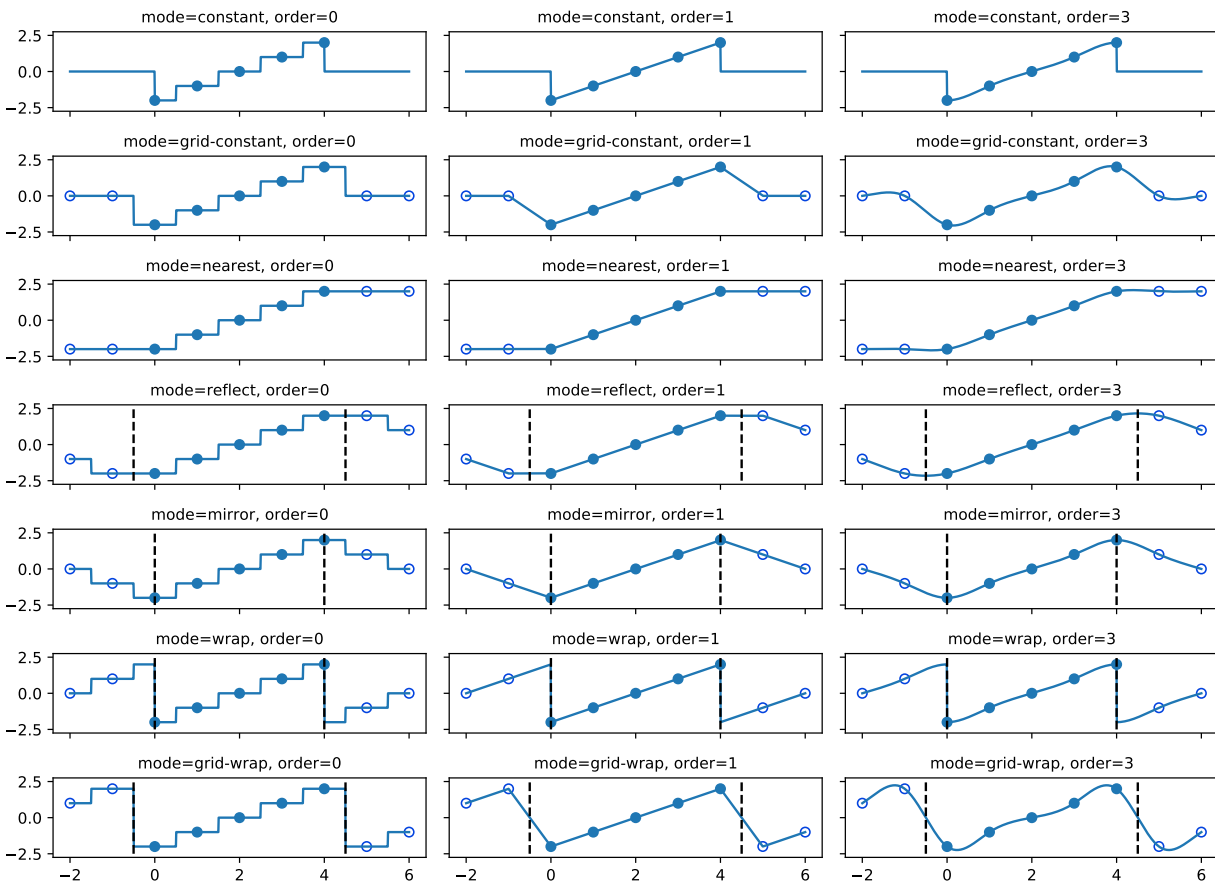 mode=constant, order=0 mode=constant, order=1 mode=constant, order=3
2.5
0.0
−2.5
mode=grid-constant, order=0 mode=grid-constant, order=1 mode=grid-constant, order=3
2.5
0.0
−2.5
mode=nearest, order=0 mode=nearest, order=1 mode=nearest, order=3
2.5
0.0
−2.5
mode=reflect, order=0 mode=reflect, order=1 mode=reflect, order=3
2.5
0.0
−2.5
mode=mirror, order=0 mode=mirror, order=1 mode=mirror, order=3
2.5
0.0
−2.5
mode=wrap, order=0 mode=wrap, order=1 mode=wrap, order=3
2.5
0.0
−2.5
mode=grid-wrap, order=0 mode=grid-wrap, order=1 mode=grid-wrap, order=3
2.5
0.0
−2.5
−2 0 2 4 6 −2 0 2 4 6 −2 0 2 4 6